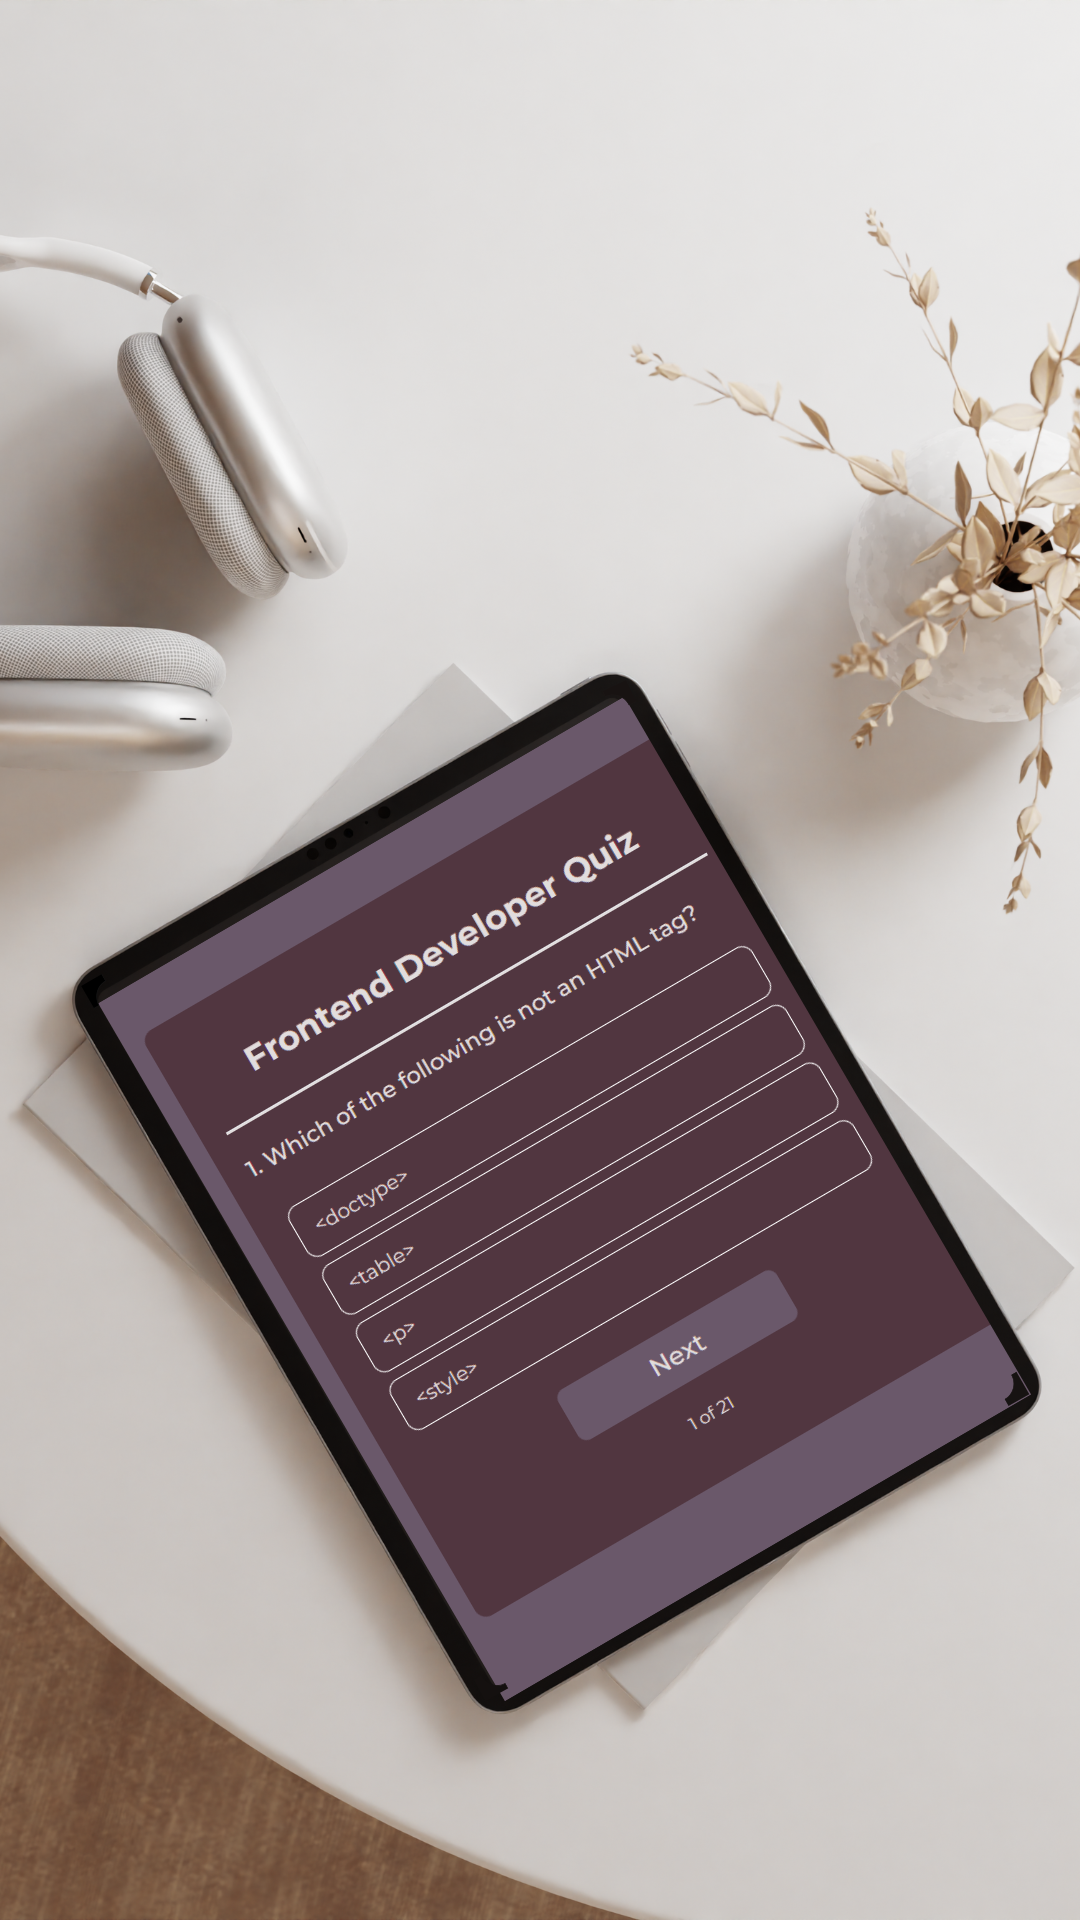 Frontend Developer Quiz
1. Which of the following is not an HTML tag?
<doctype>
<table>
<p>
<style>
Next
1 of 21